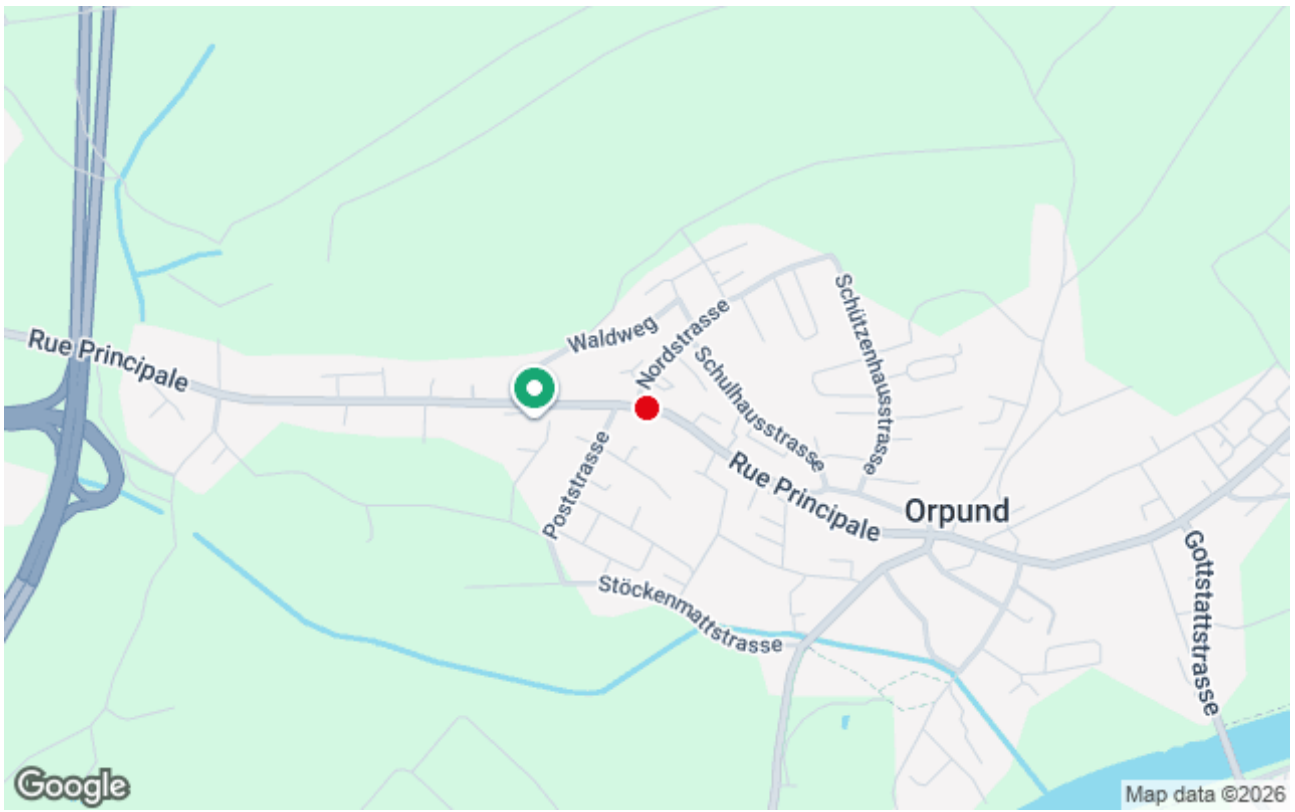 Rue Principale
Waldweg
Nordstrasse
Schützenhausstrasse
Schulhausstrasse
Poststrasse
Rue Principale
Orpund
Stöckenmattstrasse
Gottstattstrasse
Google
Map data ©2026